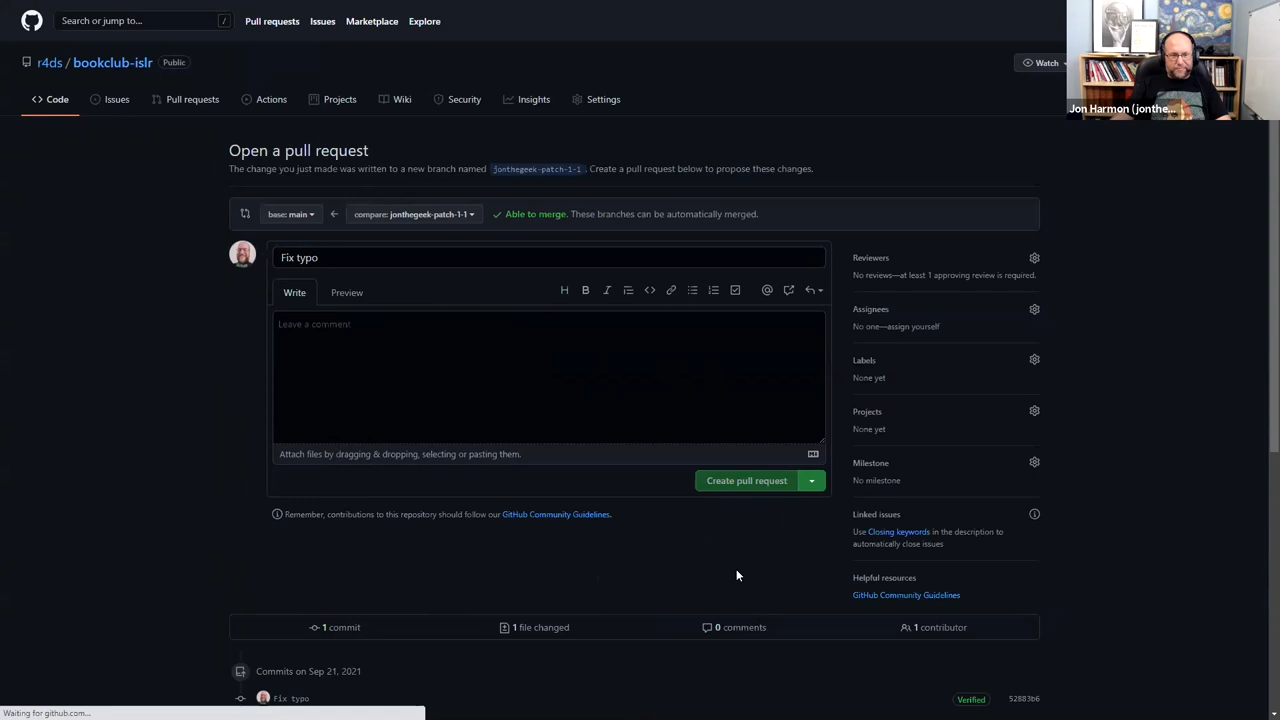 Search or jump to... /
Pull requests Issues Marketplace Explore
r4ds / bookclub-islr Public
Watch
Jon Harmon (jonthe...
Code Issues Pull requests Actions Projects Wiki Security Insights Settings
Open a pull request
The change you just made was written to a new branch named jonthegeek-patch-1-1. Create a pull request below to propose these changes.
base: main compare: jonthegeek-patch-1-1 Able to merge. These branches can be automatically merged.
Fix typo
Write Preview
Leave a comment
Attach files by dragging & dropping, selecting or pasting them.
Create pull request
Remember, contributions to this repository should follow our GitHub Community Guidelines.
Reviewers
No reviews—at least 1 approving review is required.
Assignees
No one—assign yourself
Labels
None yet
Projects
None yet
Milestone
No milestone
Linked issues
Use Closing keywords in the description to
automatically close issues
Helpful resources
GitHub Community Guidelines
1 commit 1 file changed 0 comments 1 contributor
Commits on Sep 21, 2021
Fix typo Verified 52883b6
Waiting for github.com...